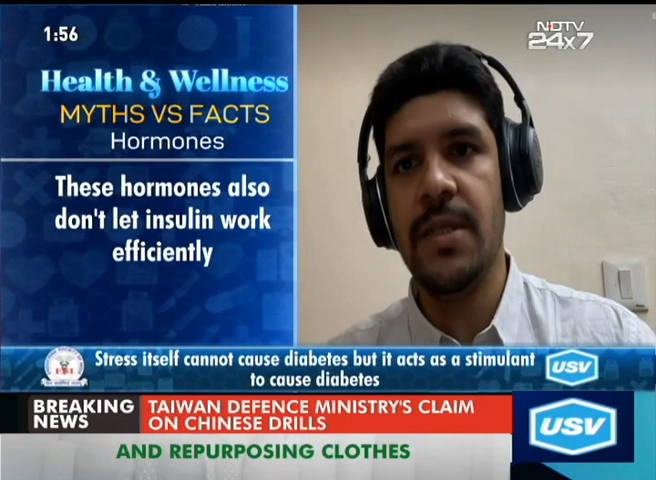 1:56
NDTV
24x7
Health & Wellness
MYTHS VS FACTS
Hormones
These hormones also
don't let insulin work
efficiently
Stress itself cannot cause diabetes but it acts as a stimulant
to cause diabetes
USV
BREAKING
NEWS
TAIWAN DEFENCE MINISTRY'S CLAIM
ON CHINESE DRILLS
USV
AND REPURPOSING CLOTHES